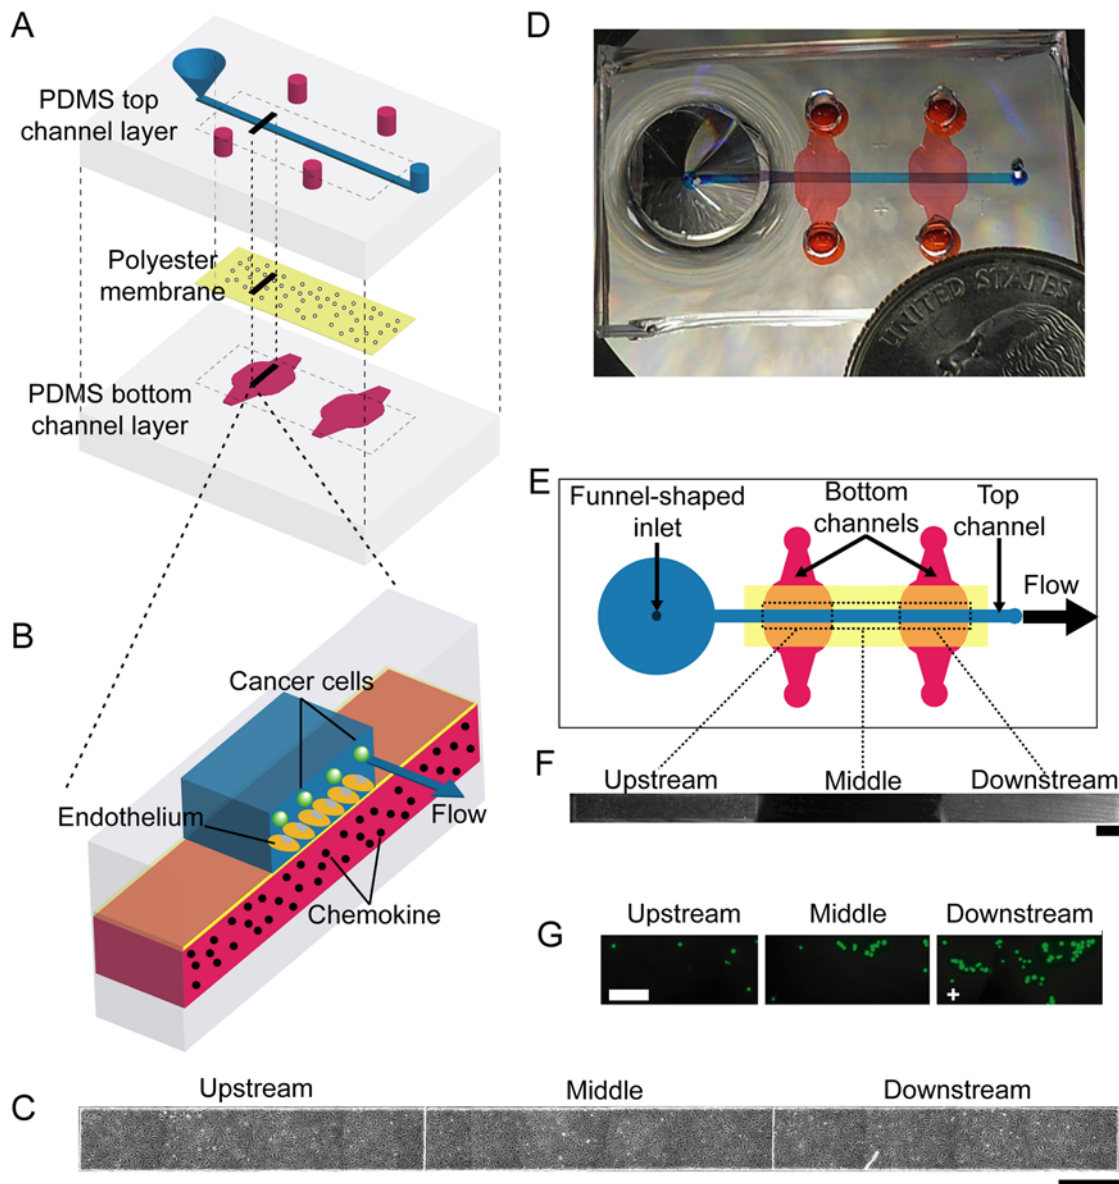 A
PDMS top
channel layer
Polyester
membrane
PDMS bottom
channel layer
B
Cancer cells
Endothelium
Flow
Chemokine
C
Upstream Middle Downstream
D
UNITED STATES
E
Funnel-shaped
inlet
Bottom
channels
Top
channel
Flow
F
Upstream Middle Downstream
G
Upstream Middle Downstream
+